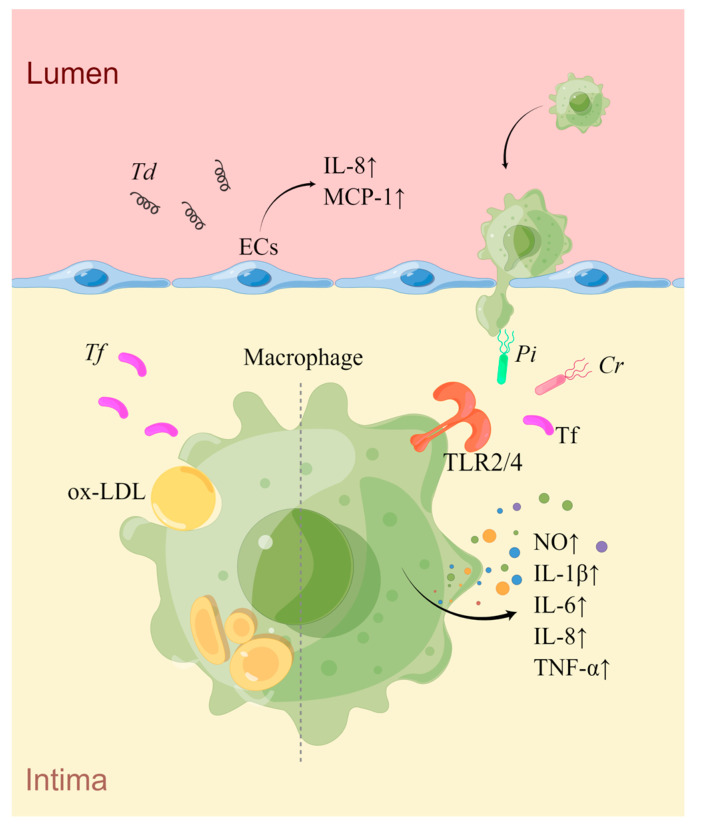 Lumen
Td
IL-8↑
MCP-1↑
ECs
Tf
Macrophage
Pi
Cr
Tf
TLR2/4
ox-LDL
NO↑
IL-1β↑
IL-6↑
IL-8↑
TNF-α↑
Intima